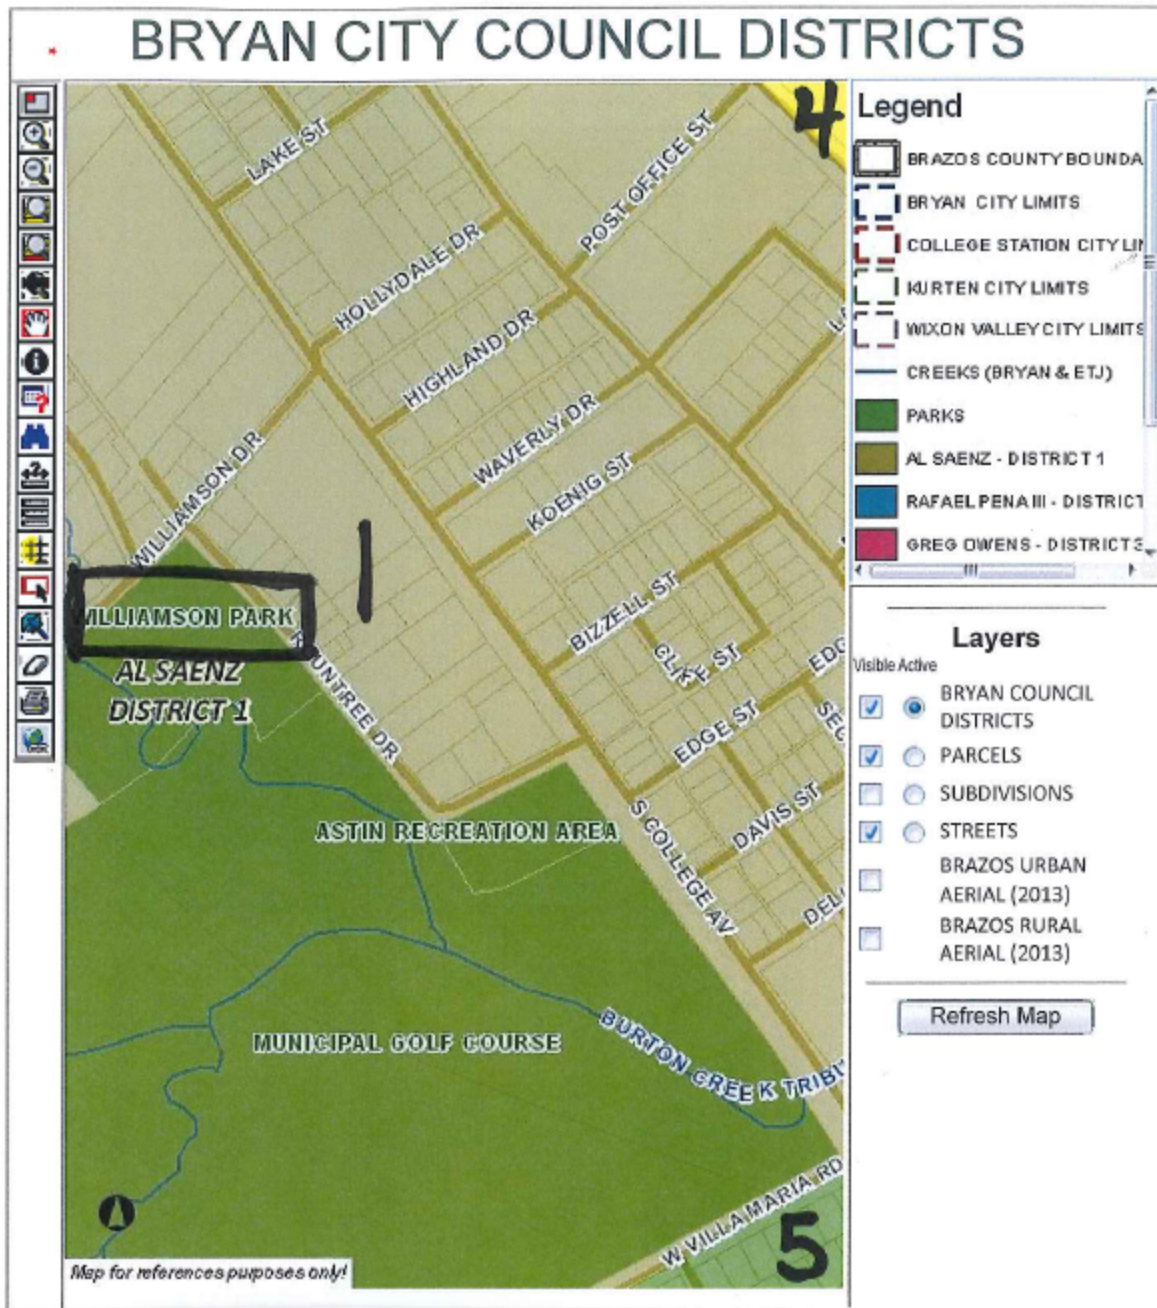 BRYAN CITY COUNCIL DISTRICTS
4
LAKE ST
POST OFFICE ST
HOLLYDALE DR
HIGHLAND DR
WAVERLY DR
WILLIAMSON DR
KOENIG ST
1
WILLIAMSON PARK
BIZZELL ST
AL SAENZ
DISTRICT 1
ROUNTREE DR
EDGE ST
DAVIS ST
ASTIN RECREATION AREA
S COLLEGE AV
MUNICIPAL GOLF COURSE
BURTON CREEK TRIBU
W VILLA MARIA RD
5
Map for references purposes only!
Legend
BRAZOS COUNTY BOUNDA
BRYAN CITY LIMITS
COLLEGE STATION CITY LIN
KURTEN CITY LIMITS
WIXON VALLEY CITY LIMITS
CREEKS (BRYAN & ETJ)
PARKS
AL SAENZ - DISTRICT 1
RAFAEL PENA III - DISTRICT
GREG OWENS - DISTRICT 3
Layers
Visible Active
BRYAN COUNCIL
DISTRICTS
PARCELS
SUBDIVISIONS
STREETS
BRAZOS URBAN
AERIAL (2013)
BRAZOS RURAL
AERIAL (2013)
Refresh Map